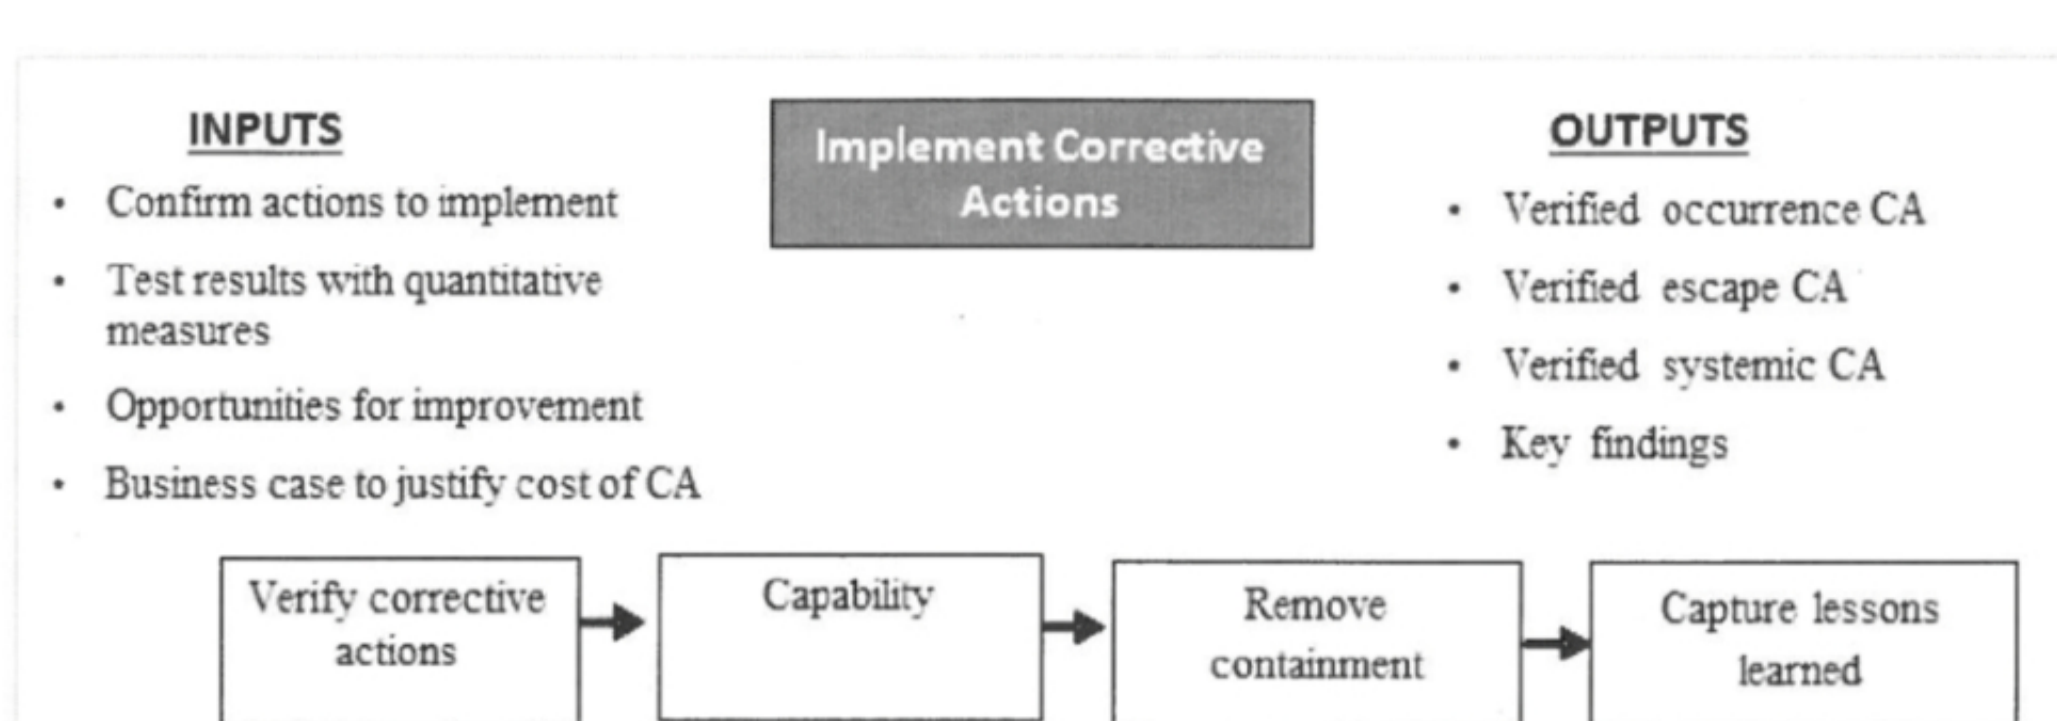 INPUTS
• Confirm actions to implement
• Test results with quantitative
measures
• Opportunities for improvement
• Business case to justify cost of CA
Implement Corrective
Actions
OUTPUTS
• Verified occurrence CA
• Verified escape CA
• Verified systemic CA
• Key findings
Verify corrective
actions
Capability
Remove
containment
Capture lessons
learned